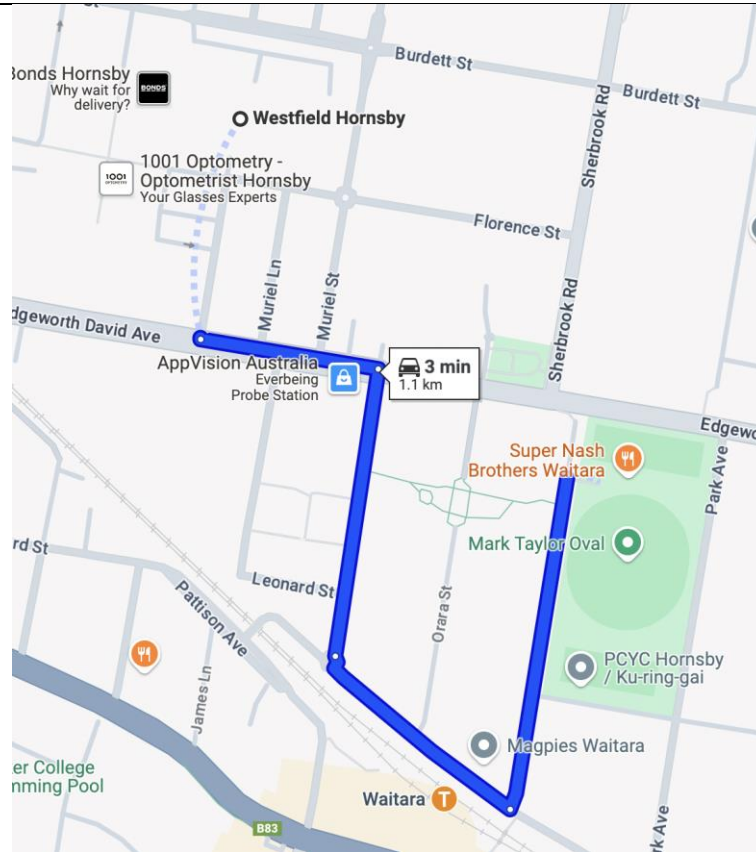 St
Burdett St
Burdett St
Bonds Hornsby
Why wait for
delivery?
BONDS
Westfield Hornsby
Sherbrook Rd
1001 Optometry -
Optometrist Hornsby
Your Glasses Experts
1001
Florence St
Muriel Ln
Muriel St
Sherbrook Rd
dgeworth David Ave
AppVision Australia
Everbeing
Probe Station
3 min
1.1 km
Edgewo
Super Nash
Brothers Waitara
Park Ave
Mark Taylor Oval
rd St
Leonard St
Orara St
Pattison Ave
James Ln
PCYC Hornsby
/ Ku-ring-gai
Magpies Waitara
er College
mming Pool
Waitara
T
B83
rk Ave